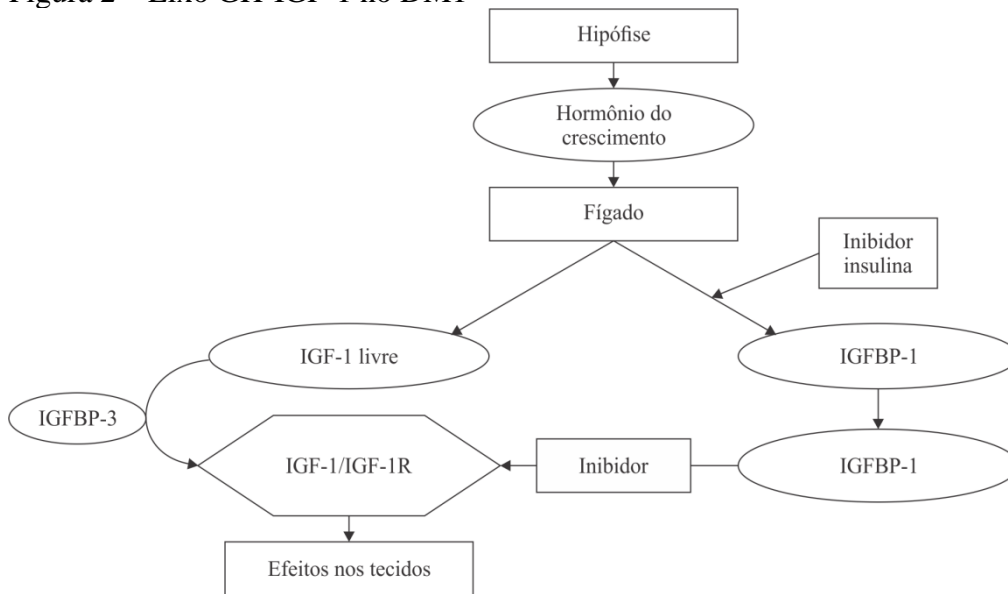 Figura 2 – Eixo GH-IGF-1 no DM1
Hipófise
Hormônio do
crescimento
Fígado
Inibidor
insulina
IGF-1 livre
IGFBP-1
IGFBP-3
IGF-1/IGF-1R
Inibidor
IGFBP-1
Efeitos nos tecidos